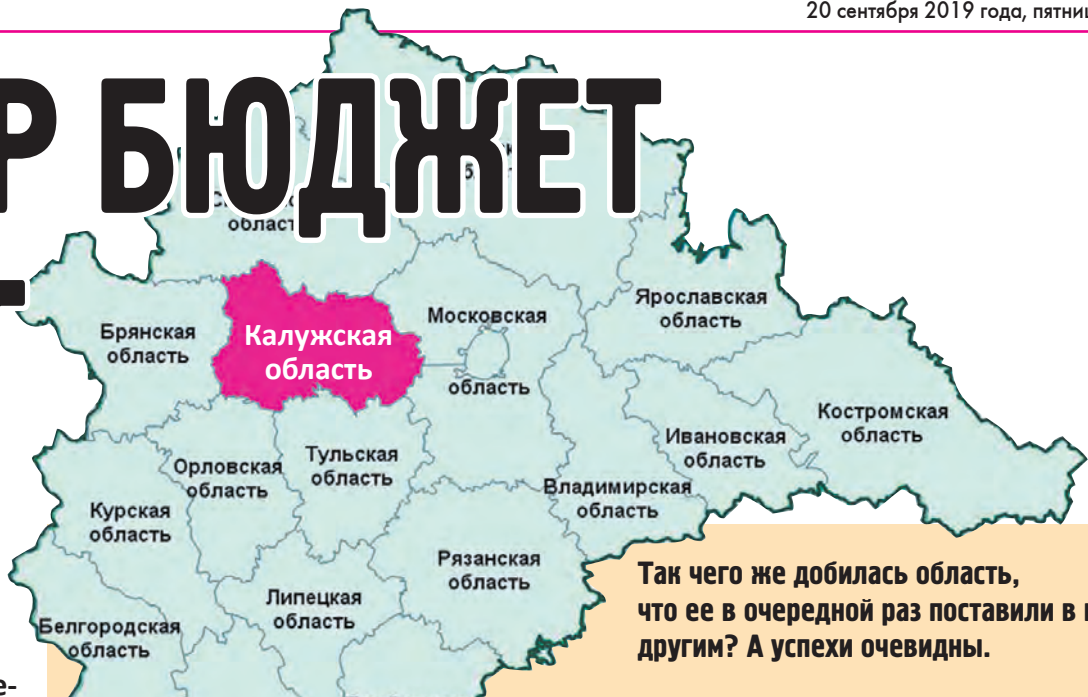 20 сентября 2019 года, пятниц
Р БЮДЖЕТ
област
Ярославская
область
Московская
область
Брянская
область
Калужская
область
Костромская
область
Ивановская
область
Тульская
область
Орловская
область
Владимирская
область
Курская
область
Рязанская
область
Липецкая
область
Белгородская
область
Так чего же добилась область,
что ее в очередной раз поставили в
другим? А успехи очевидны.
е-